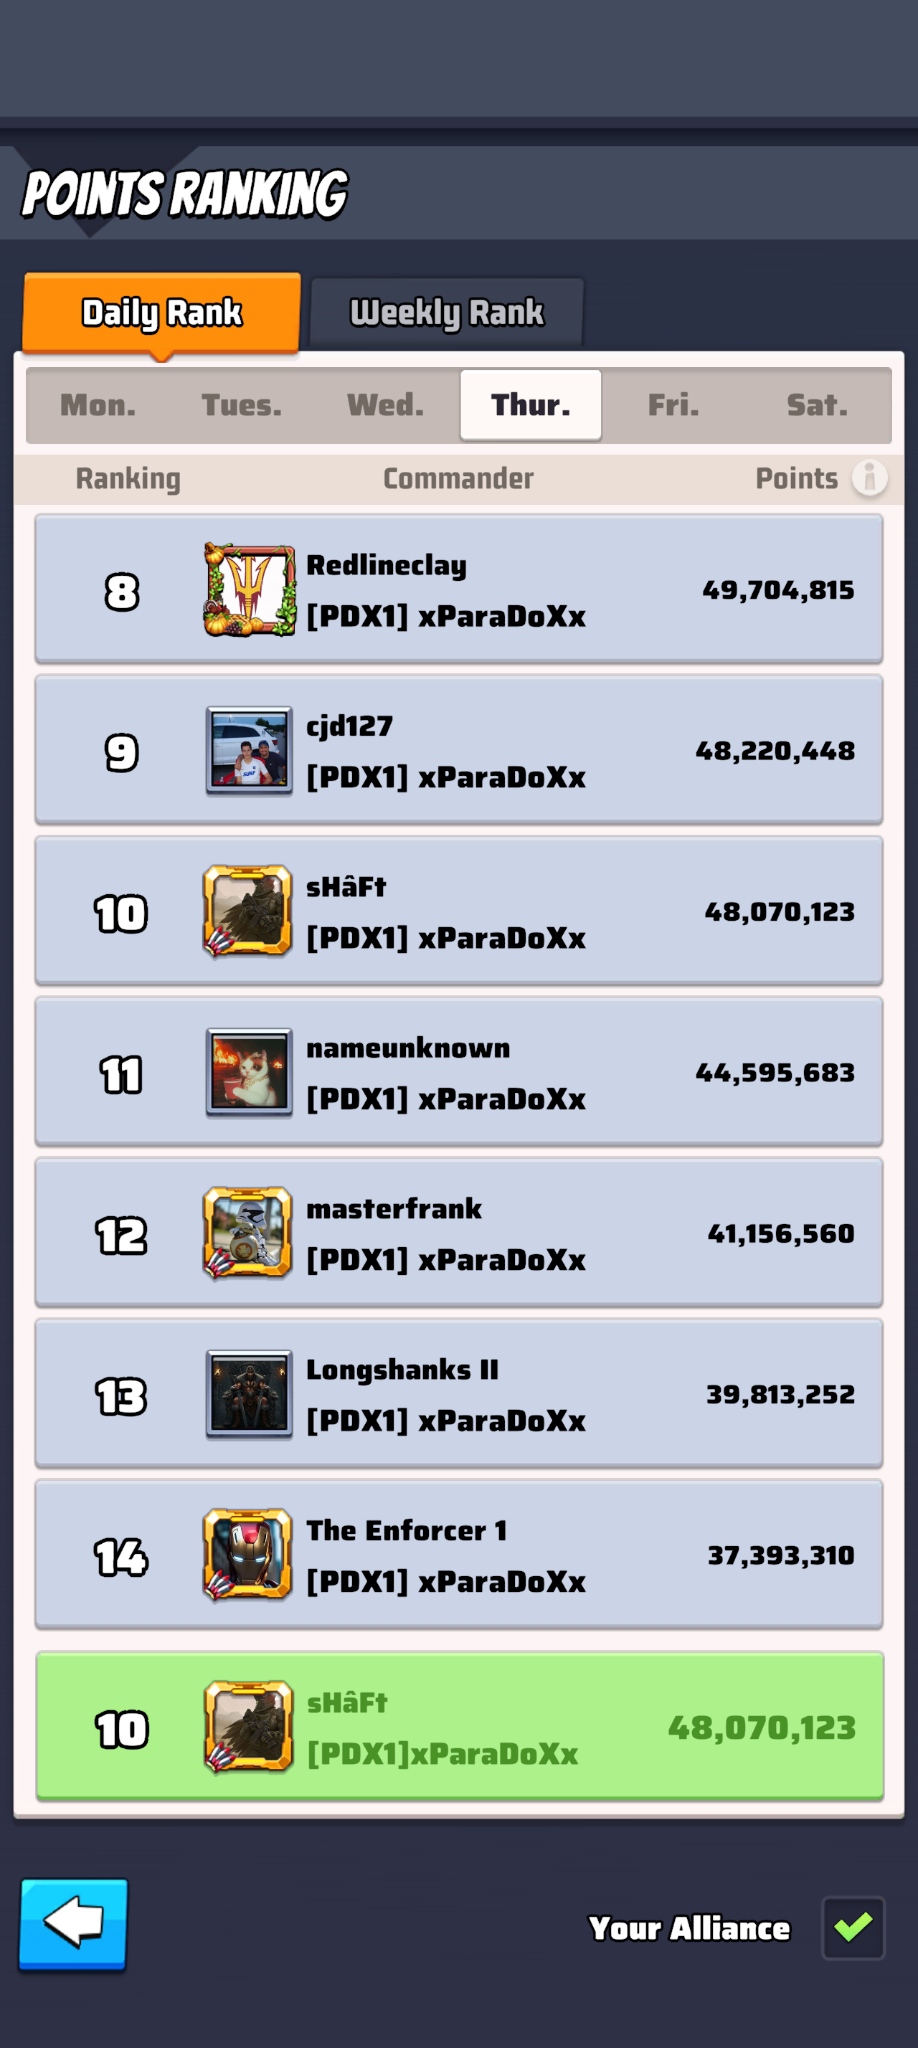 POINTS RANKING
Daily Rank
Weekly Rank
Mon. Tues. Wed. Thur. Fri. Sat.
Ranking Commander Points
8 Redlineclay 49,704,815
[PDX1] xParaDoXx
9 cjd127 48,220,448
[PDX1] xParaDoXx
10 sHâFt 48,070,123
[PDX1] xParaDoXx
11 nameunknown 44,595,683
[PDX1] xParaDoXx
12 masterfrank 41,156,560
[PDX1] xParaDoXx
13 Longshanks II 39,813,252
[PDX1] xParaDoXx
14 The Enforcer 1 37,393,310
[PDX1] xParaDoXx
10 sHâFt 48,070,123
[PDX1]xParaDoXx
Your Alliance